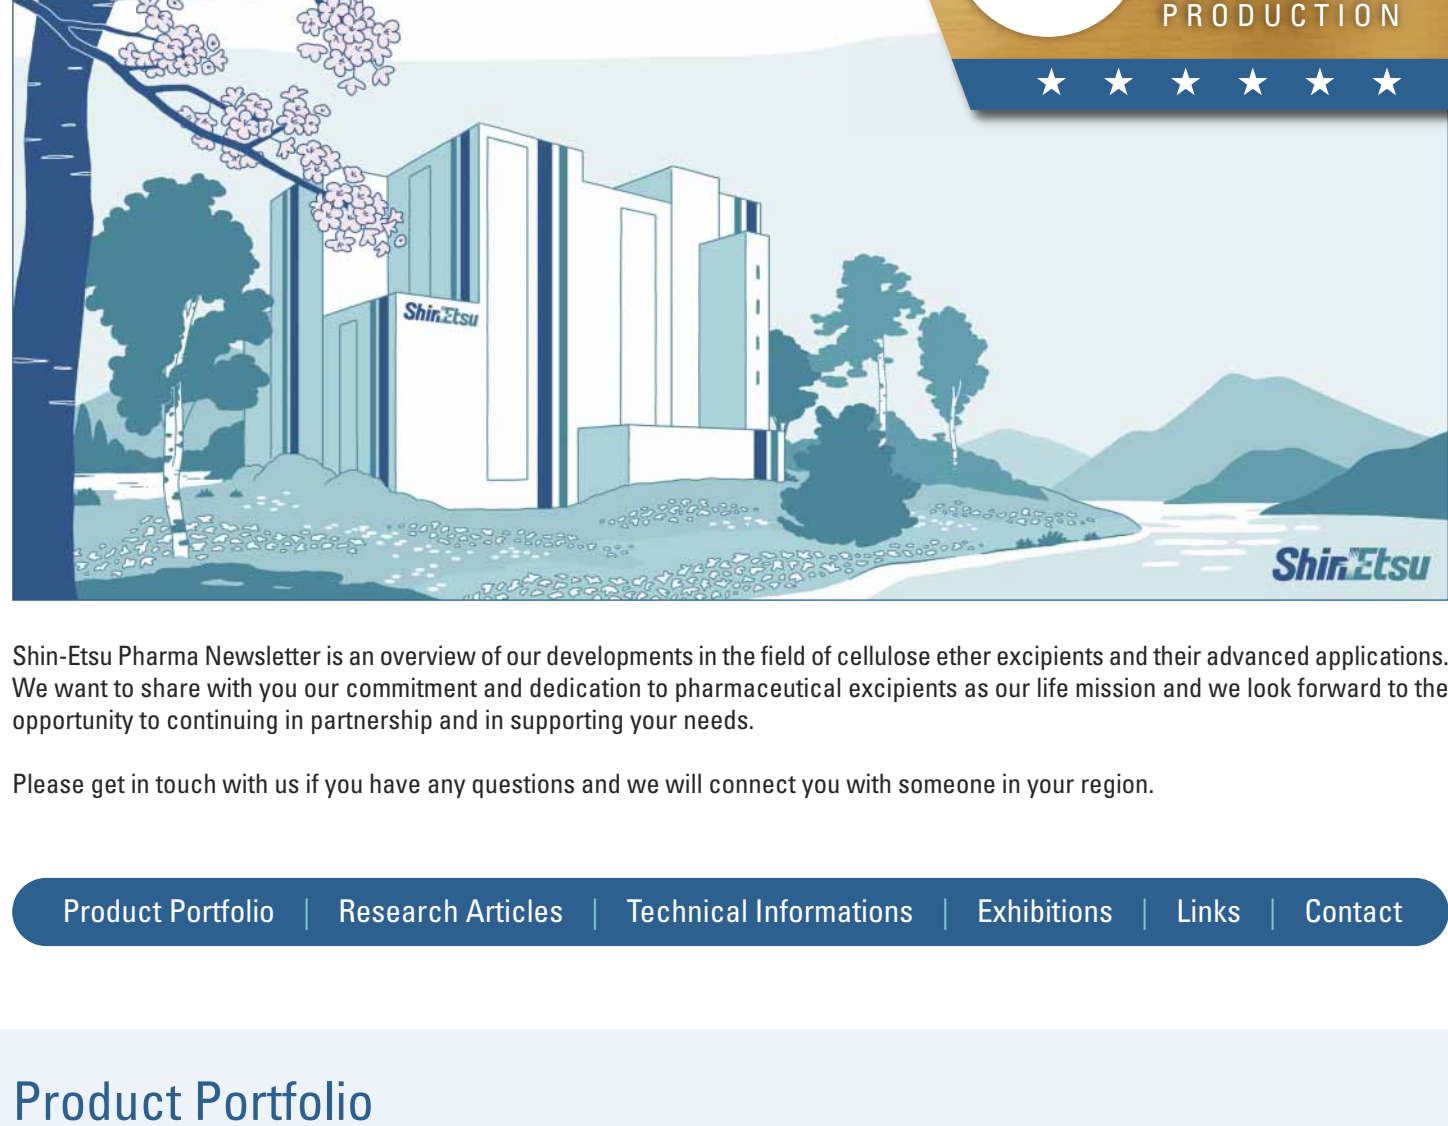 PRODUCTION
Shin-Etsu
Shin-Etsu
Shin-Etsu Pharma Newsletter is an overview of our developments in the field of cellulose ether excipients and their advanced applications.
We want to share with you our commitment and dedication to pharmaceutical excipients as our life mission and we look forward to the
opportunity to continuing in partnership and in supporting your needs.
Please get in touch with us if you have any questions and we will connect you with someone in your region.
Product Portfolio | Research Articles | Technical Informations | Exhibitions | Links | Contact
Product Portfolio